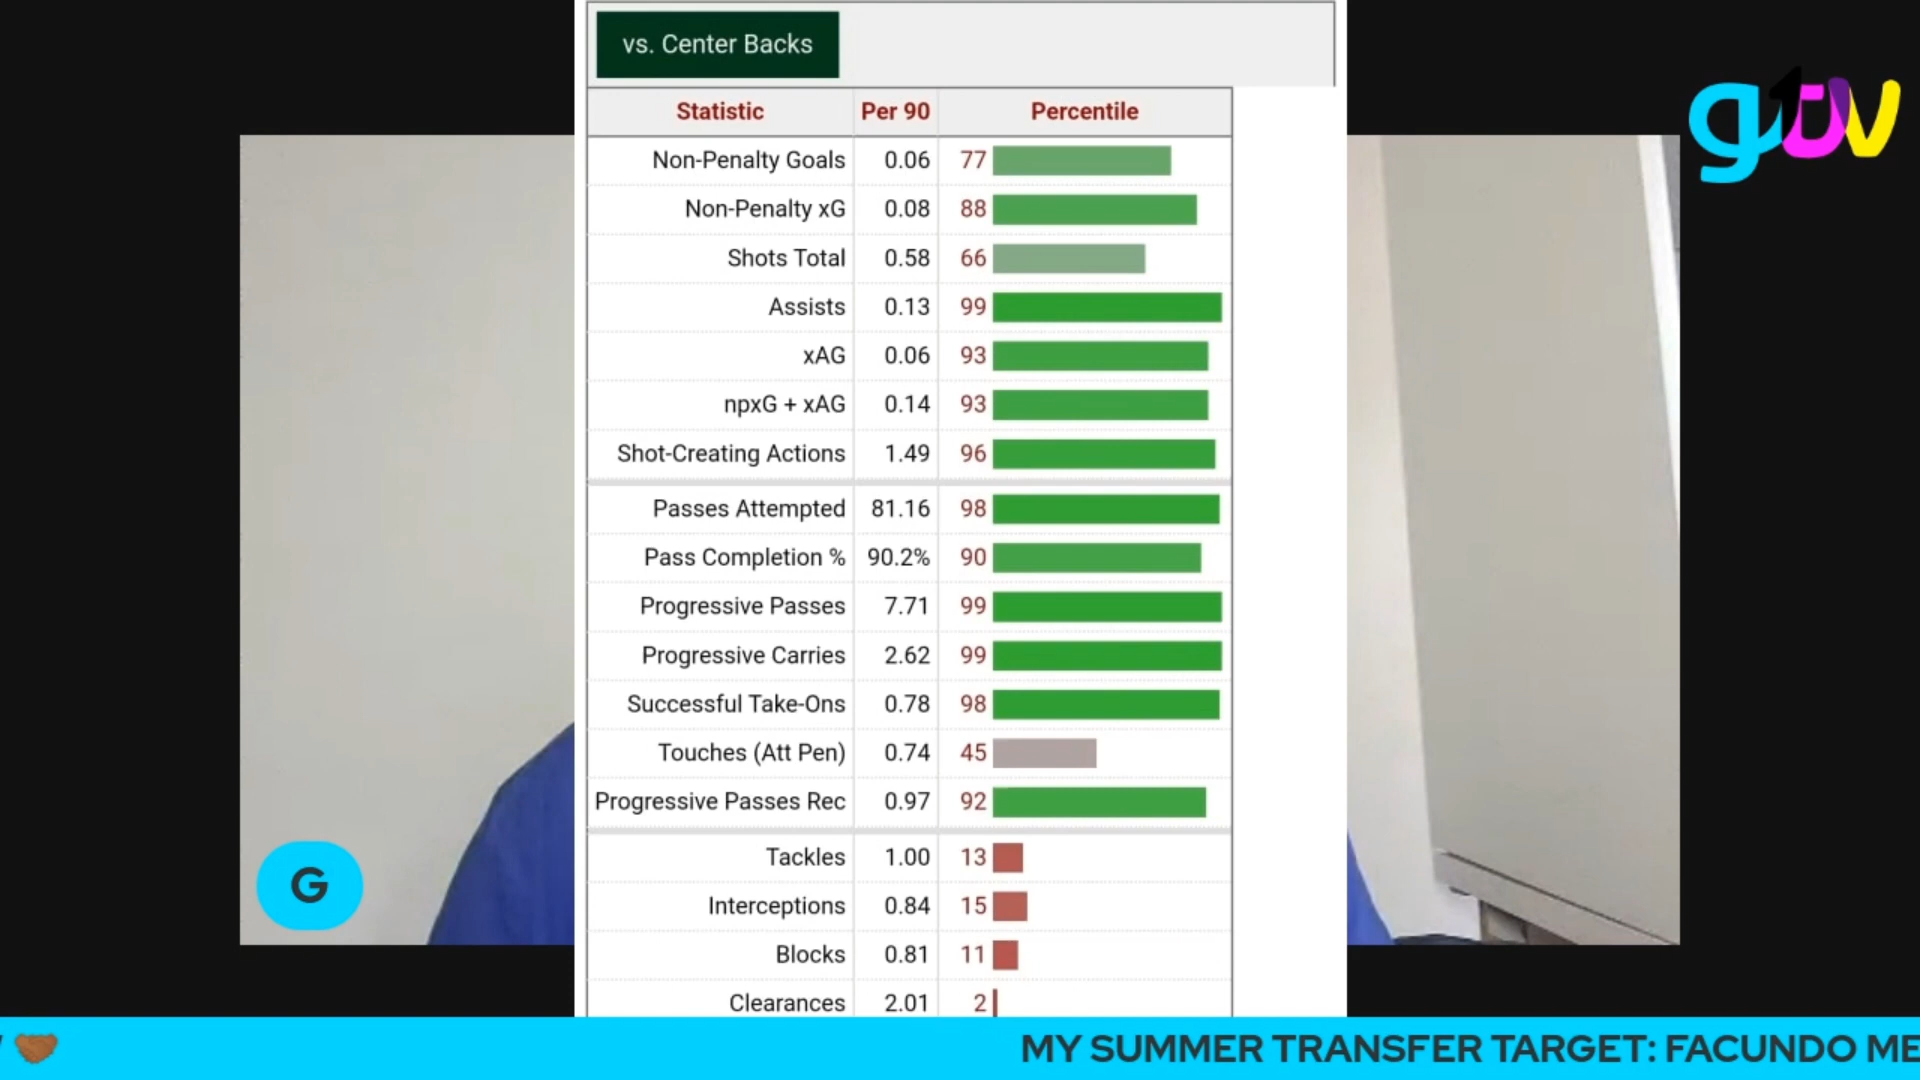 vs. Center Backs
gtv
Statistic Per 90 Percentile
Non-Penalty Goals 0.06 77
Non-Penalty xG 0.08 88
Shots Total 0.58 66
Assists 0.13 99
xAG 0.06 93
npxG + xAG 0.14 93
Shot-Creating Actions 1.49 96
Passes Attempted 81.16 98
Pass Completion % 90.2% 90
Progressive Passes 7.71 99
Progressive Carries 2.62 99
Successful Take-Ons 0.78 98
Touches (Att Pen) 0.74 45
Progressive Passes Rec 0.97 92
Tackles 1.00 13
Interceptions 0.84 15
Blocks 0.81 11
Clearances 2.01 2
G
MY SUMMER TRANSFER TARGET: FACUNDO ME